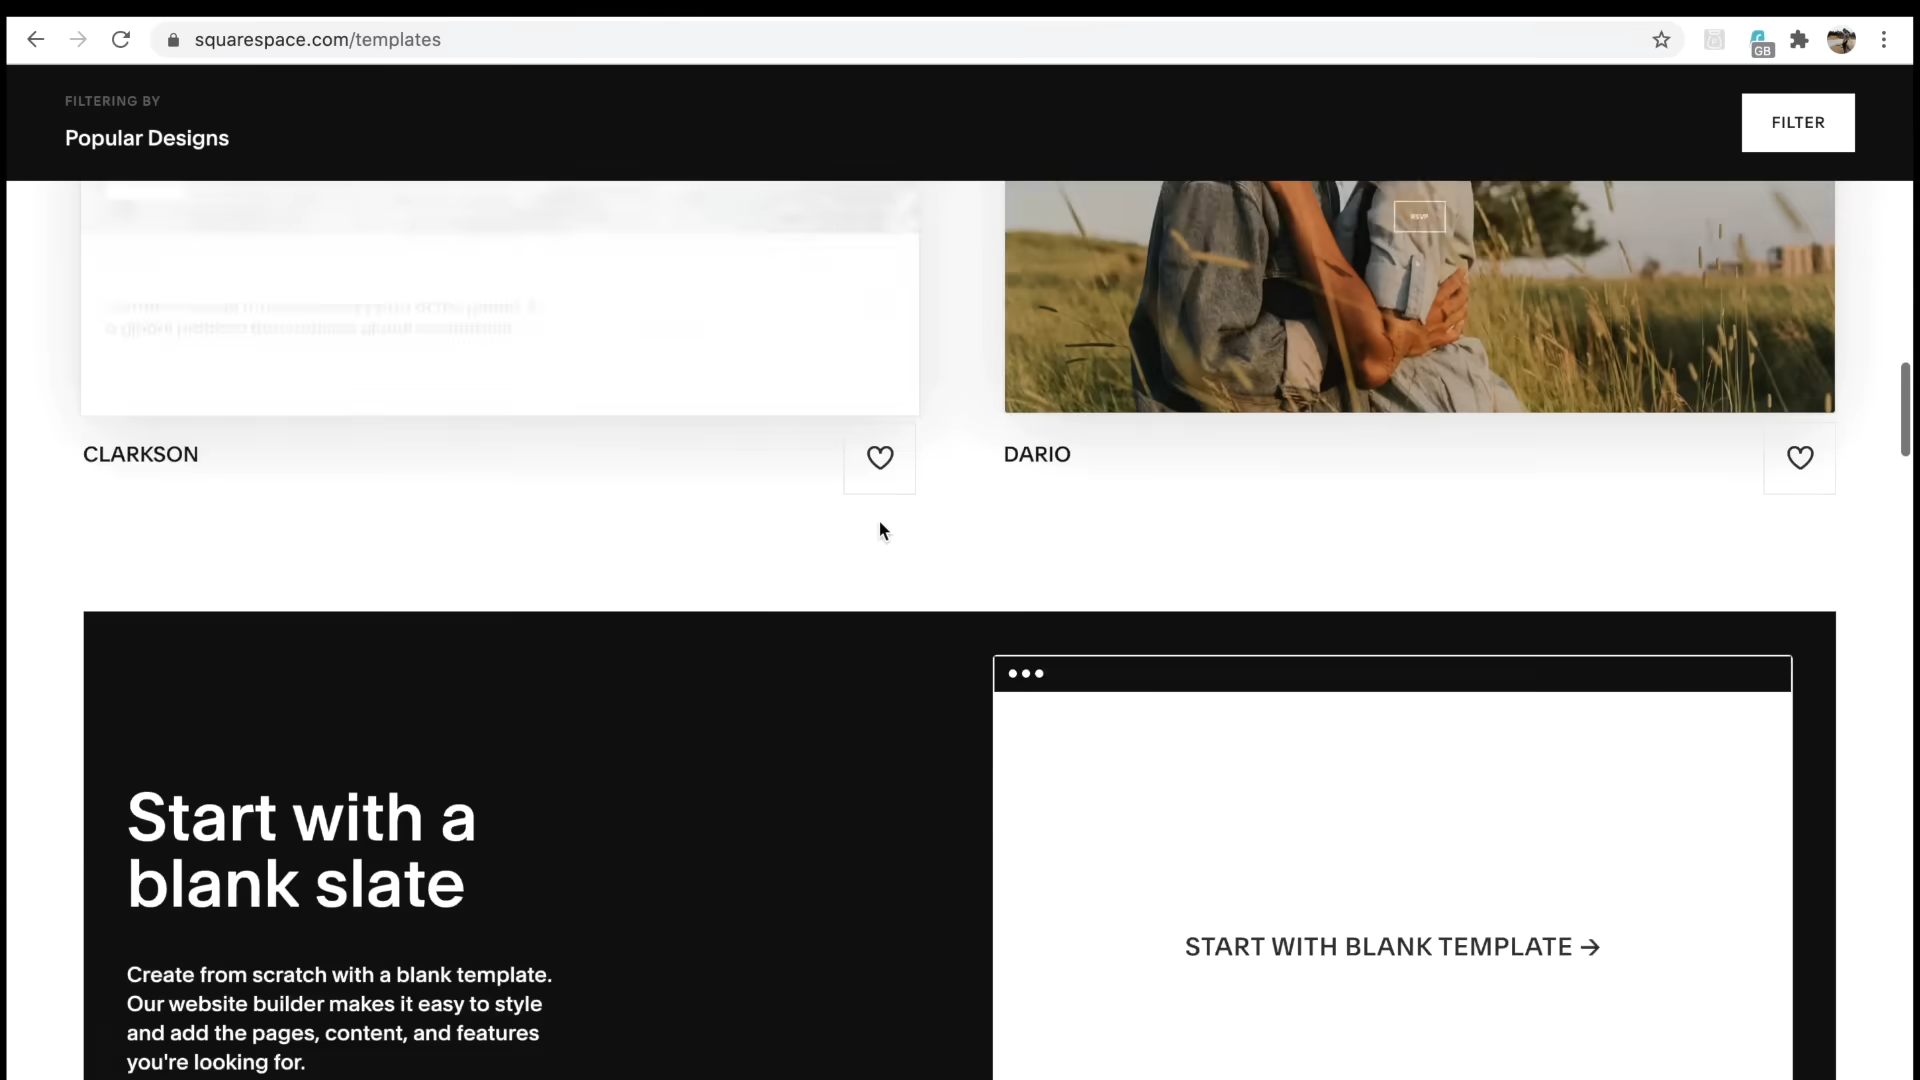 squarespace.com/templates
GB
FILTERING BY
Popular Designs
FILTER
RSVP
CLARKSON
DARIO
Start with a
blank slate
Create from scratch with a blank template.
Our website builder makes it easy to style
and add the pages, content, and features
you're looking for.
START WITH BLANK TEMPLATE →